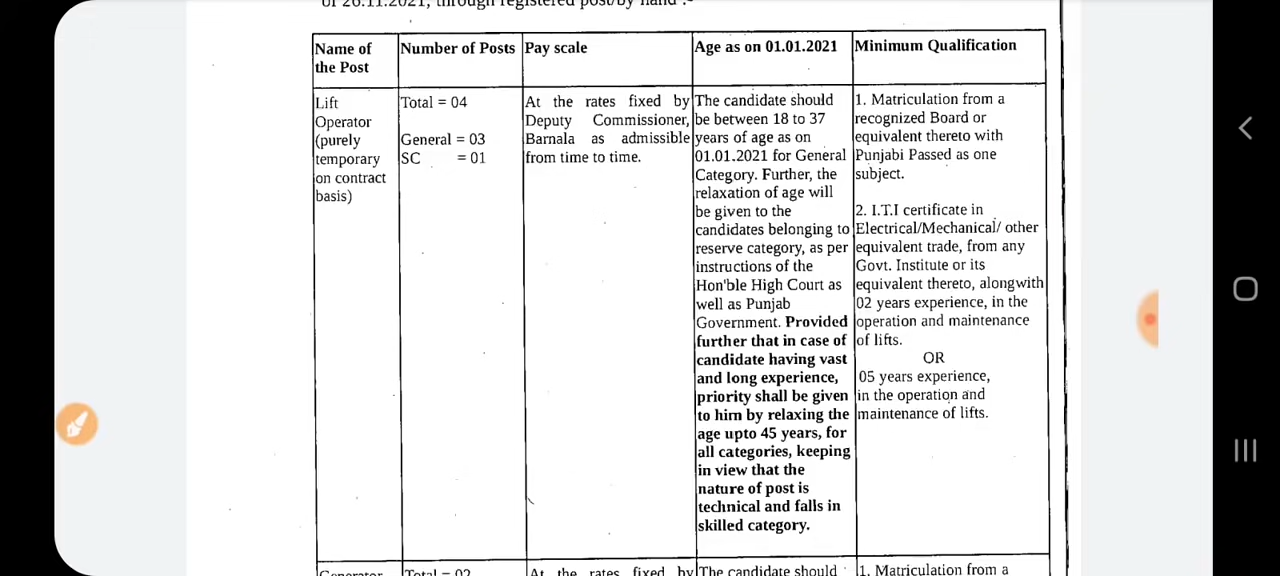 of 26.11.2021, through registered post/by hand :-
Name of
the Post
Number of Posts
Pay scale
Age as on 01.01.2021
Minimum Qualification
Lift
Operator
(purely
temporary
on contract
basis)
Total = 04
General = 03
SC = 01
At the rates fixed by
Deputy Commissioner,
Barnala as admissible
from time to time.
The candidate should
be between 18 to 37
years of age as on
01.01.2021 for General
Category. Further, the
relaxation of age will
be given to the
candidates belonging to
reserve category, as per
instructions of the
Hon'ble High Court as
well as Punjab
Government. Provided
further that in case of
candidate having vast
and long experience,
priority shall be given
to him by relaxing the
age upto 45 years, for
all categories, keeping
in view that the
nature of post is
technical and falls in
skilled category.
1. Matriculation from a
recognized Board or
equivalent thereto with
Punjabi Passed as one
subject.
2. I.T.I certificate in
Electrical/Mechanical/ other
equivalent trade, from any
Govt. Institute or its
equivalent thereto, alongwith
02 years experience, in the
operation and maintenance
of lifts.
OR
05 years experience,
in the operation and
maintenance of lifts.
Generator
Total = 02
At the rates fixed by
The candidate should
1. Matriculation from a